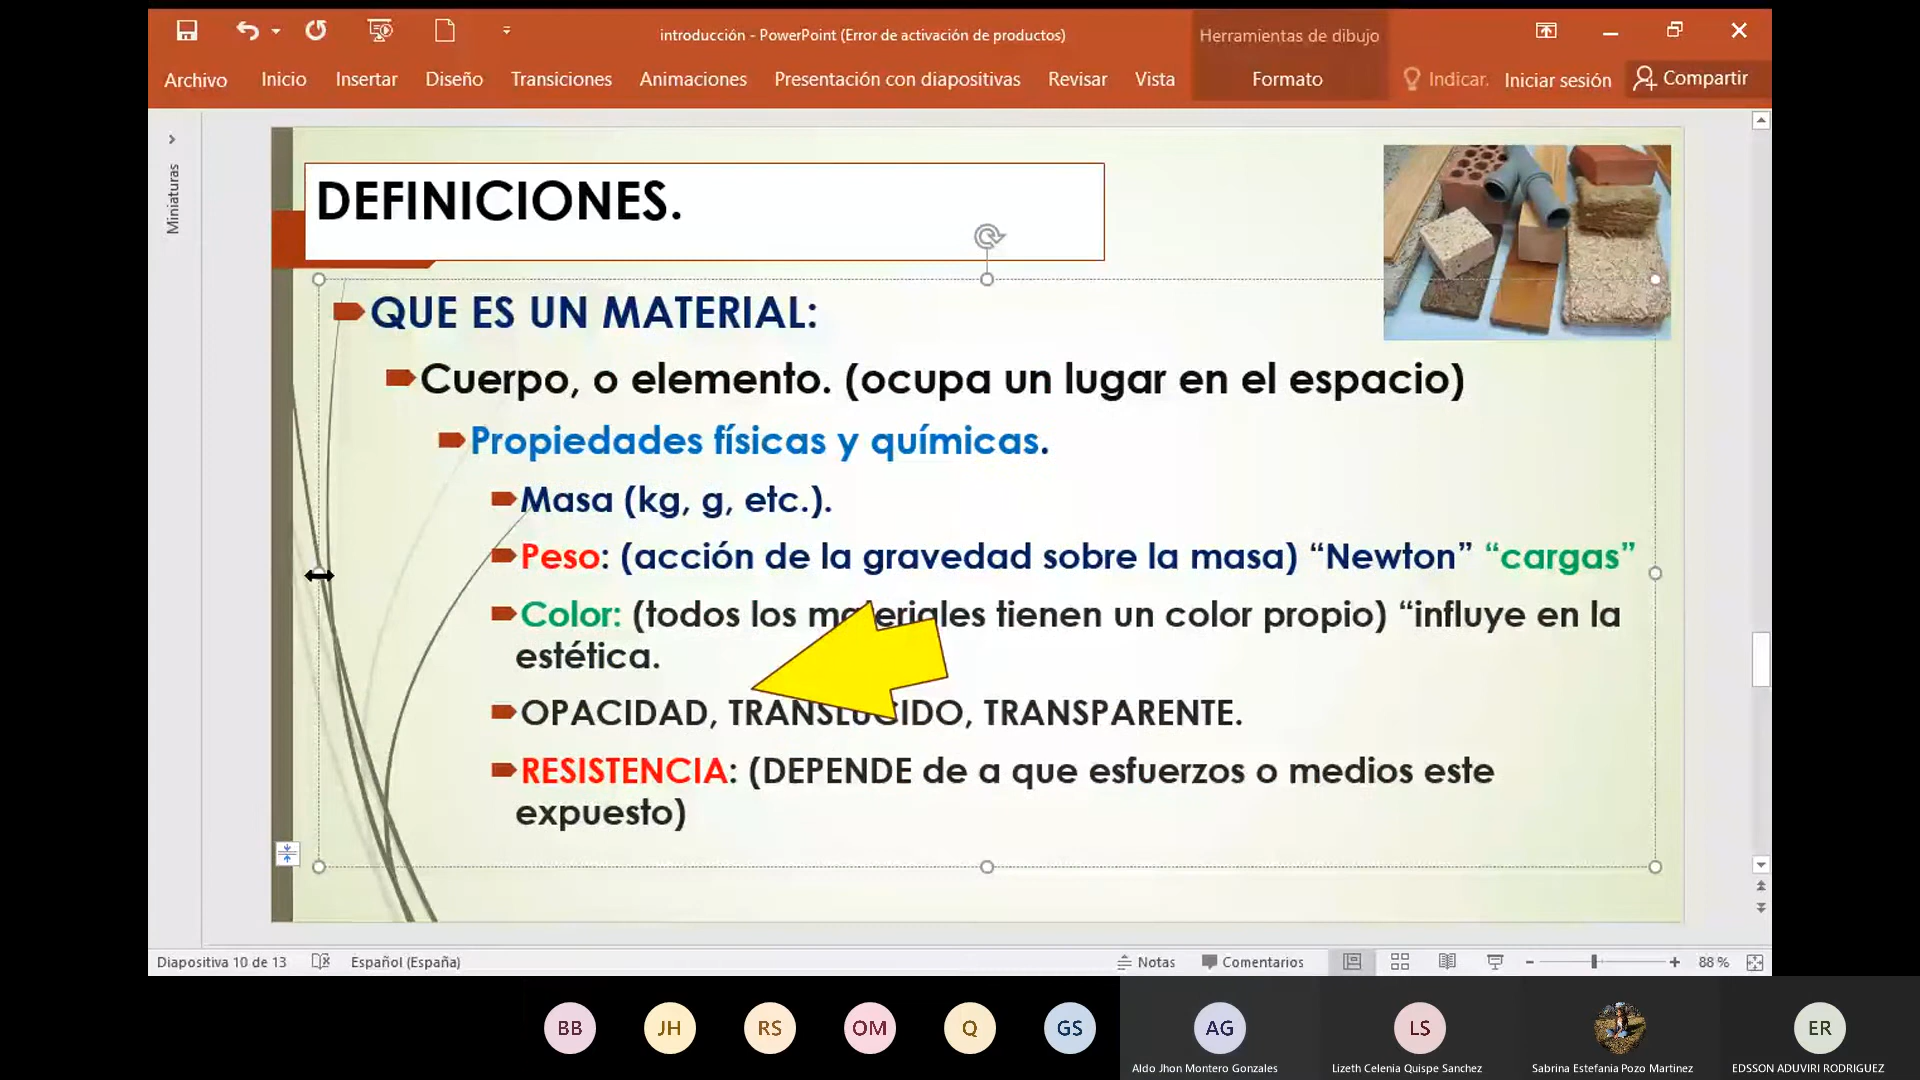 introducción - PowerPoint (Error de activación de productos)
Herramientas de dibujo
Archivo
Inicio
Insertar
Diseño
Transiciones
Animaciones
Presentación con diapositivas
Revisar
Vista
Formato
Indicar.
Iniciar sesión
Compartir
Miniaturas
DEFINICIONES.
QUE ES UN MATERIAL:
Cuerpo, o elemento. (ocupa un lugar en el espacio)
Propiedades físicas y químicas.
Masa (kg, g, etc.).
Peso: (acción de la gravedad sobre la masa) “Newton” “cargas”
Color: (todos los materiales tienen un color propio) “influye en la
estética.
OPACIDAD, TRANSLUCIDO, TRANSPARENTE.
RESISTENCIA: (DEPENDE de a que esfuerzos o medios este
expuesto)
Diapositiva 10 de 13
Español (España)
Notas
Comentarios
88 %
BB
JH
RS
OM
Q
GS
AG
LS
ER
Aldo Jhon Montero Gonzales
Lizeth Celenia Quispe Sanchez
Sabrina Estefania Pozo Martinez
EDSSON ADUVIRI RODRIGUEZ